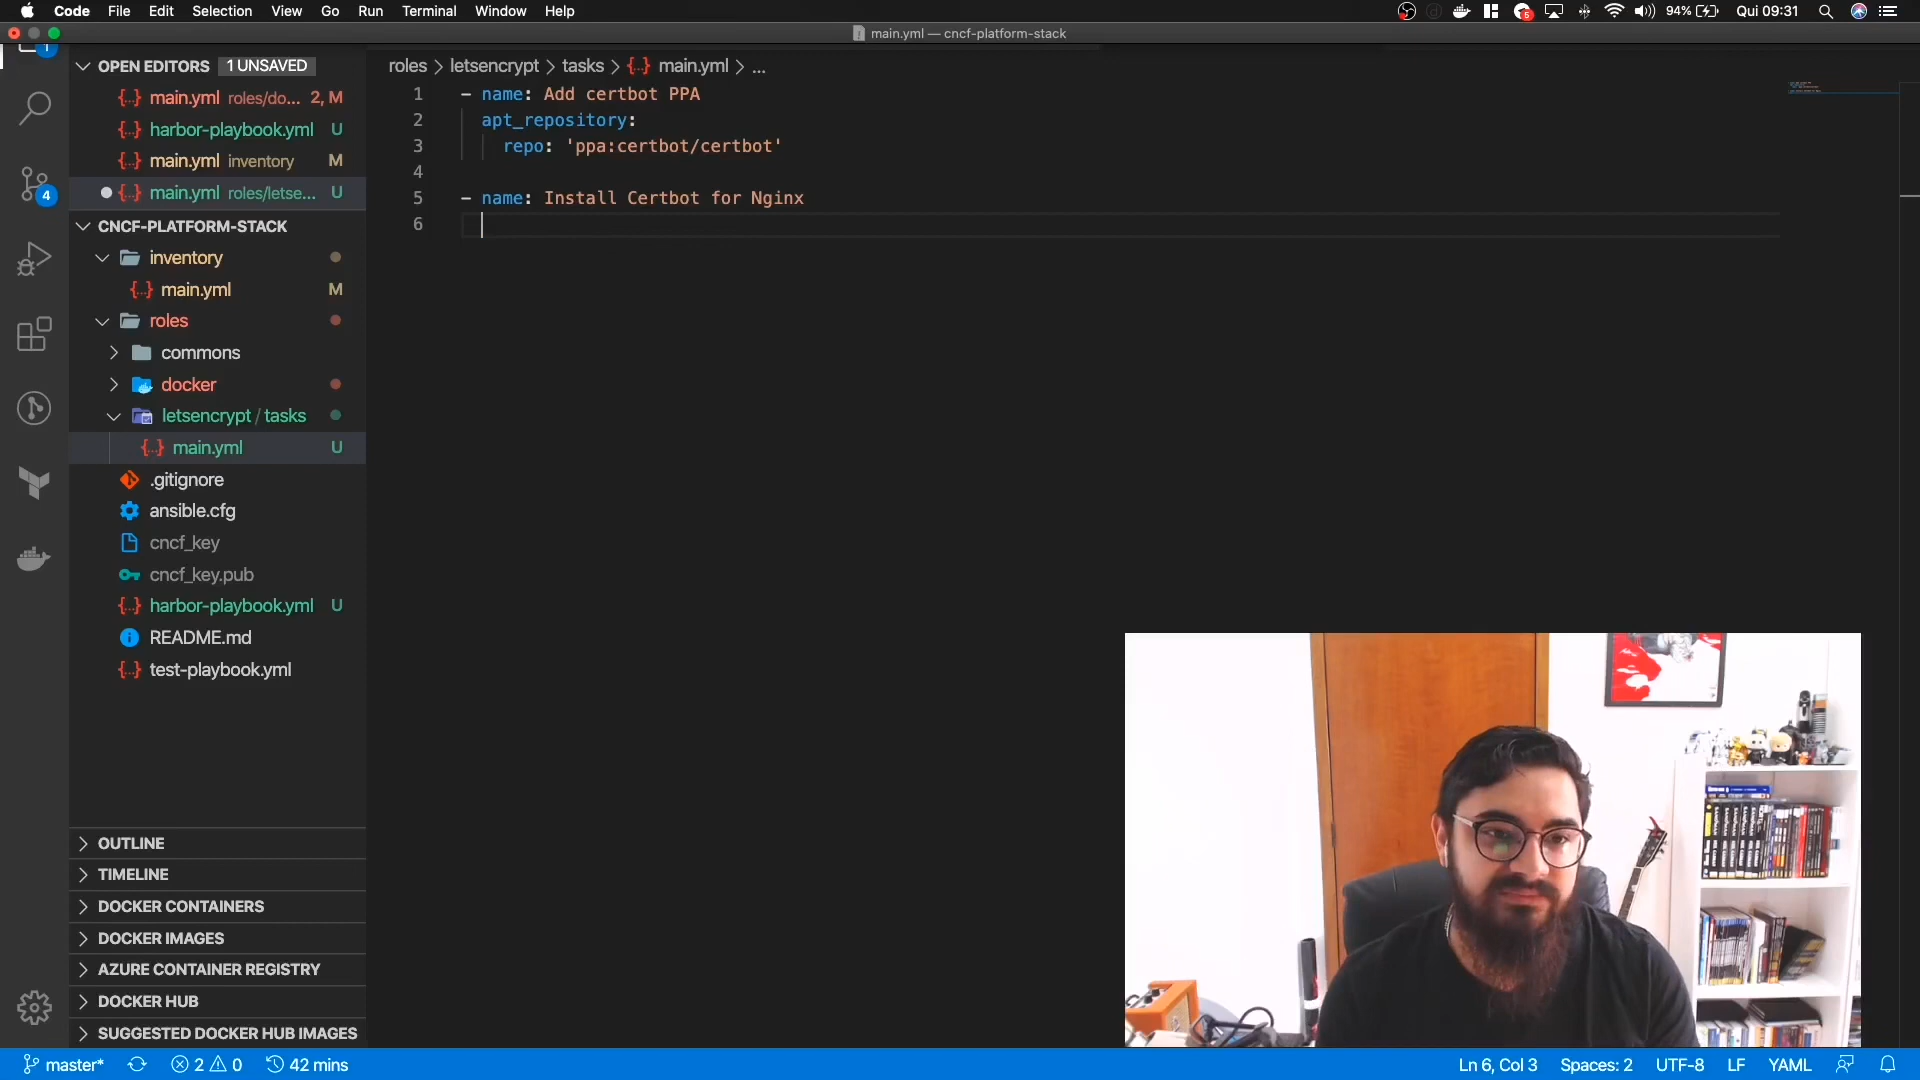 Code File Edit Selection View Go Run Terminal Window Help
5 94% Qui 09:31
main.yml — cncf-platform-stack
1
OPEN EDITORS 1 UNSAVED
main.yml roles/do... 2, M
harbor-playbook.yml U
main.yml inventory M
main.yml roles/letse... U
4
CNCF-PLATFORM-STACK
inventory
main.yml M
roles
commons
docker
letsencrypt / tasks
main.yml U
.gitignore
ansible.cfg
cncf_key
cncf_key.pub
harbor-playbook.yml U
README.md
test-playbook.yml
OUTLINE
TIMELINE
DOCKER CONTAINERS
DOCKER IMAGES
AZURE CONTAINER REGISTRY
DOCKER HUB
SUGGESTED DOCKER HUB IMAGES
roles > letsencrypt > tasks > {..} main.yml > ...
1 - name: Add certbot PPA
2 apt_repository:
3 repo: 'ppa:certbot/certbot'
4
5 - name: Install Certbot for Nginx
6
master* 2 0 42 mins
Ln 6, Col 3 Spaces: 2 UTF-8 LF YAML